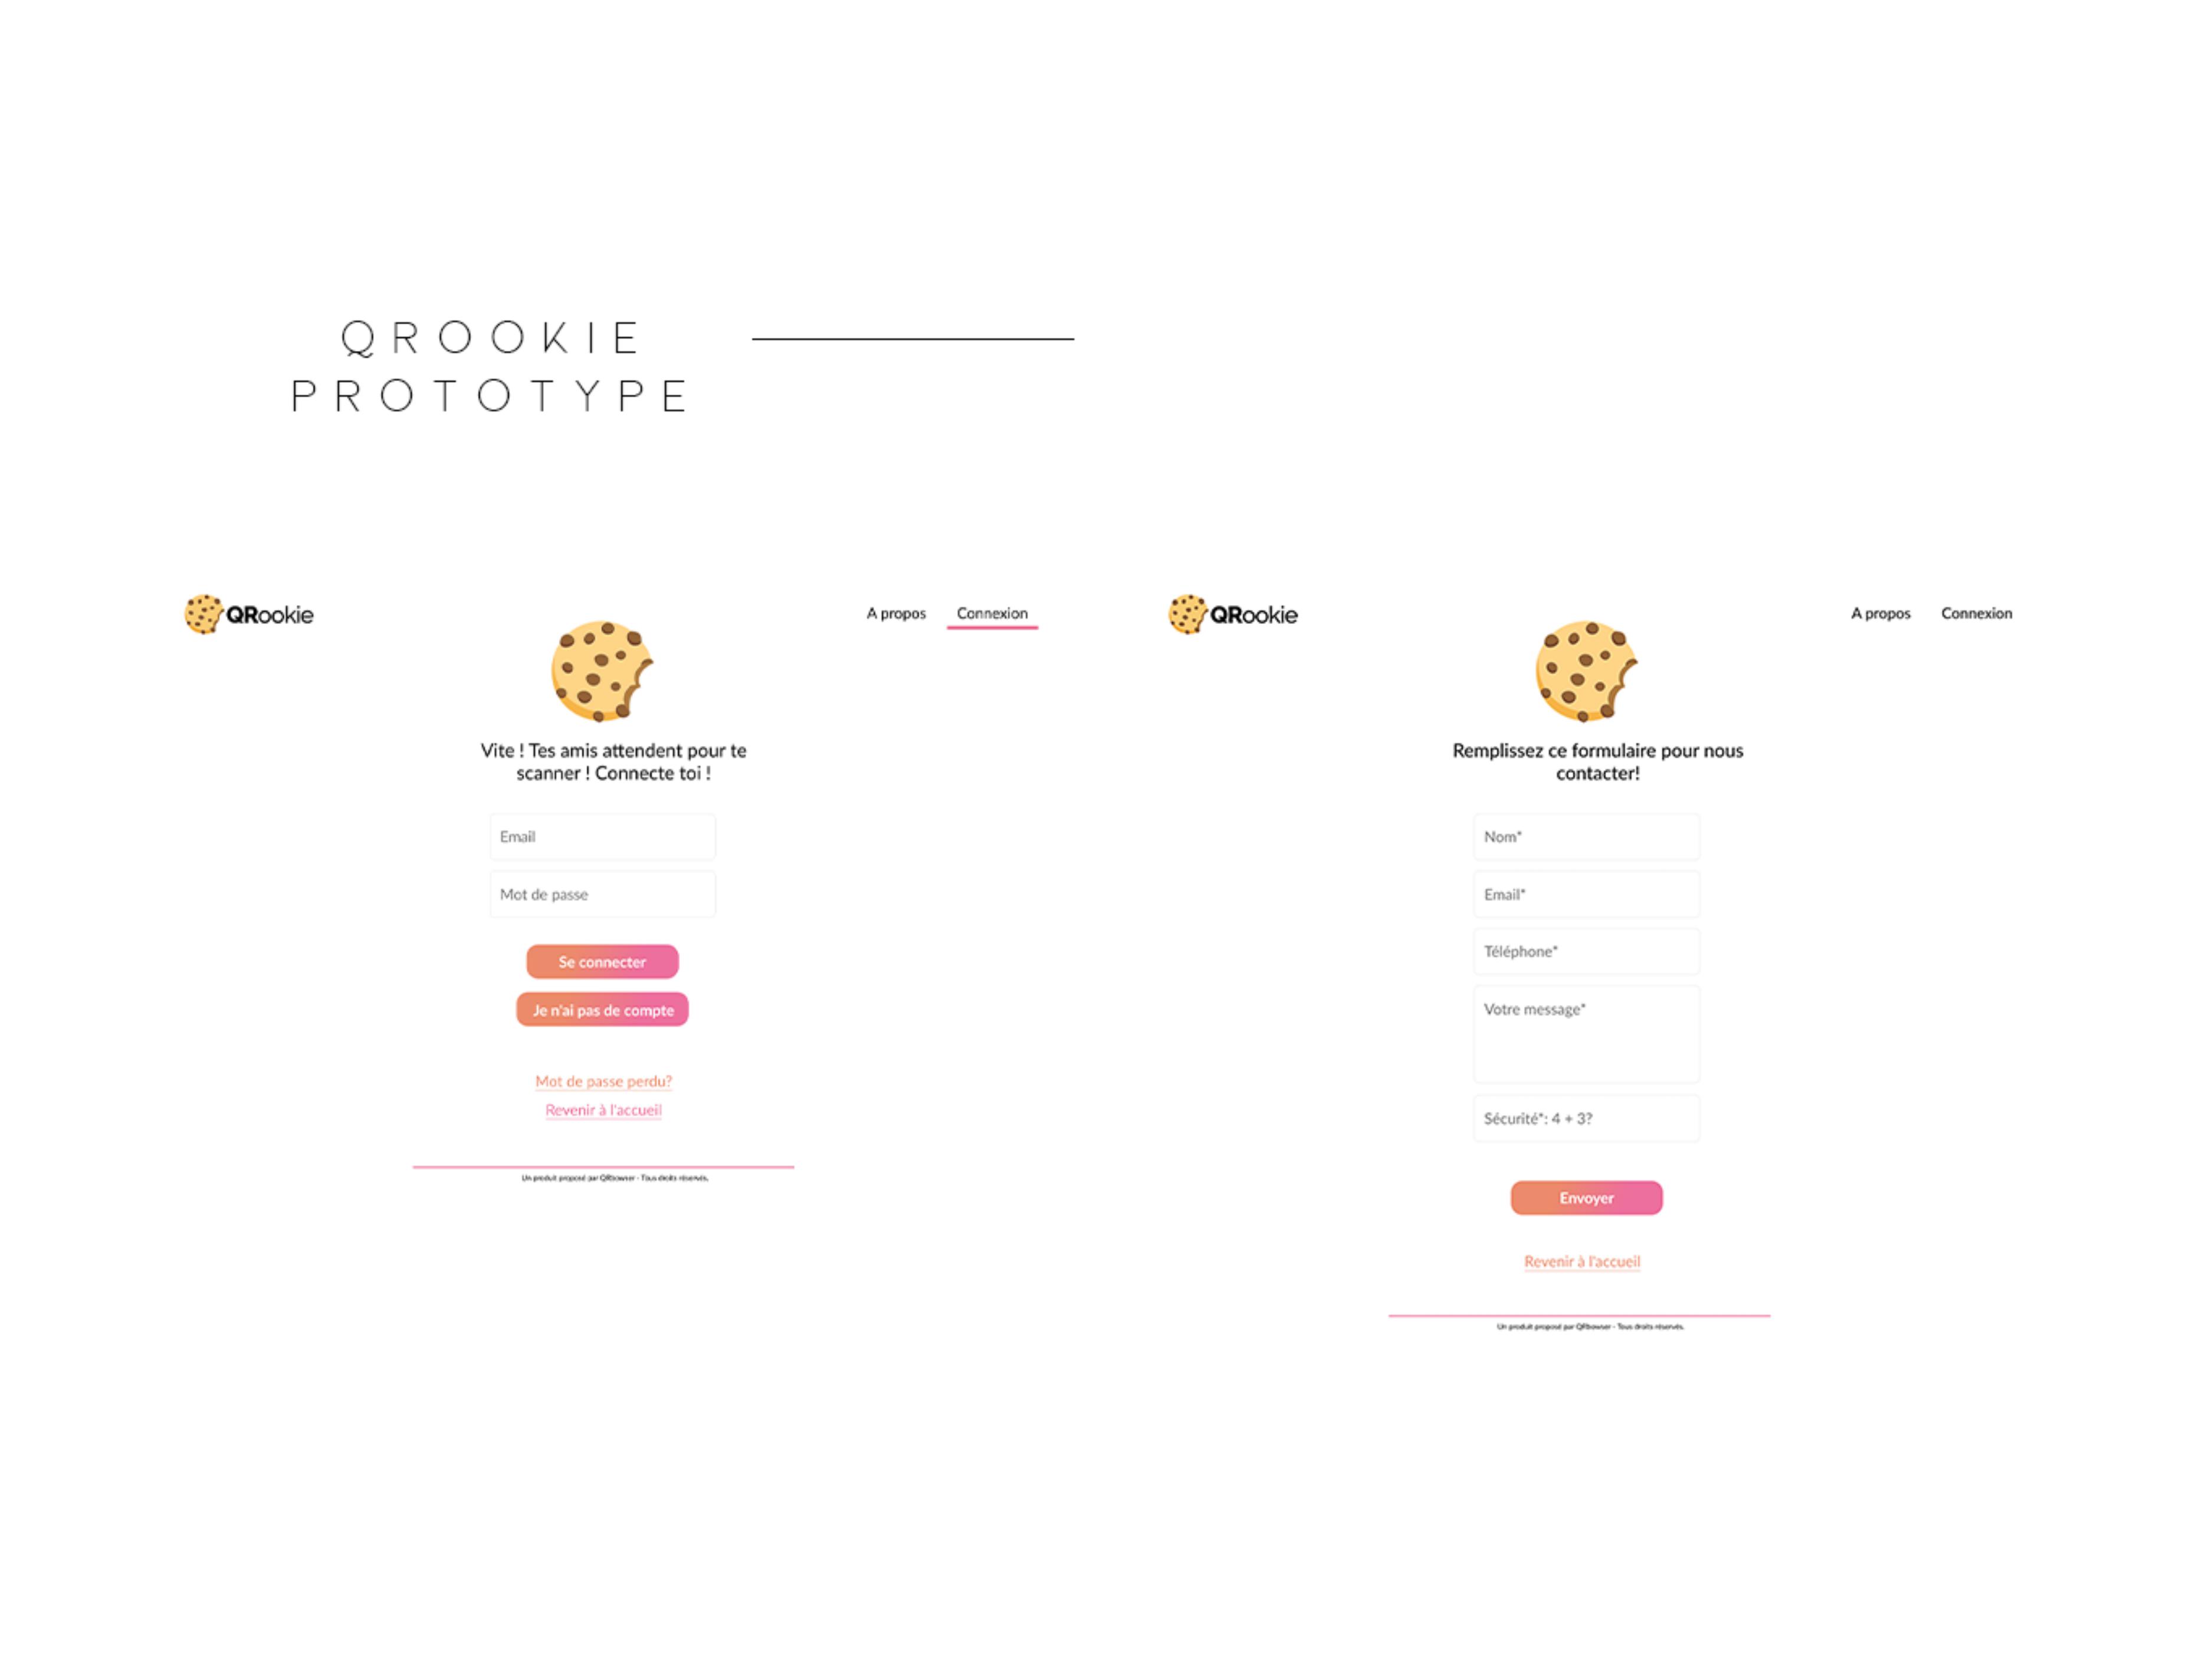 QROOKIE
PROTOTYPE
QRookie
A propos
Connexion
Vite ! Tes amis attendent pour te
scanner ! Connecte toi !
Email
Mot de passe
Se connecter
Je n'ai pas de compte
Mot de passe perdu?
Revenir à l'accueil
Un produit proposé par QRbowser - Tous droits réservés.
QRookie
A propos
Connexion
Remplissez ce formulaire pour nous
contacter!
Nom*
Email*
Téléphone*
Votre message*
Sécurité*: 4 + 3?
Envoyer
Revenir à l'accueil
Un produit proposé par QRbowser - Tous droits réservés.